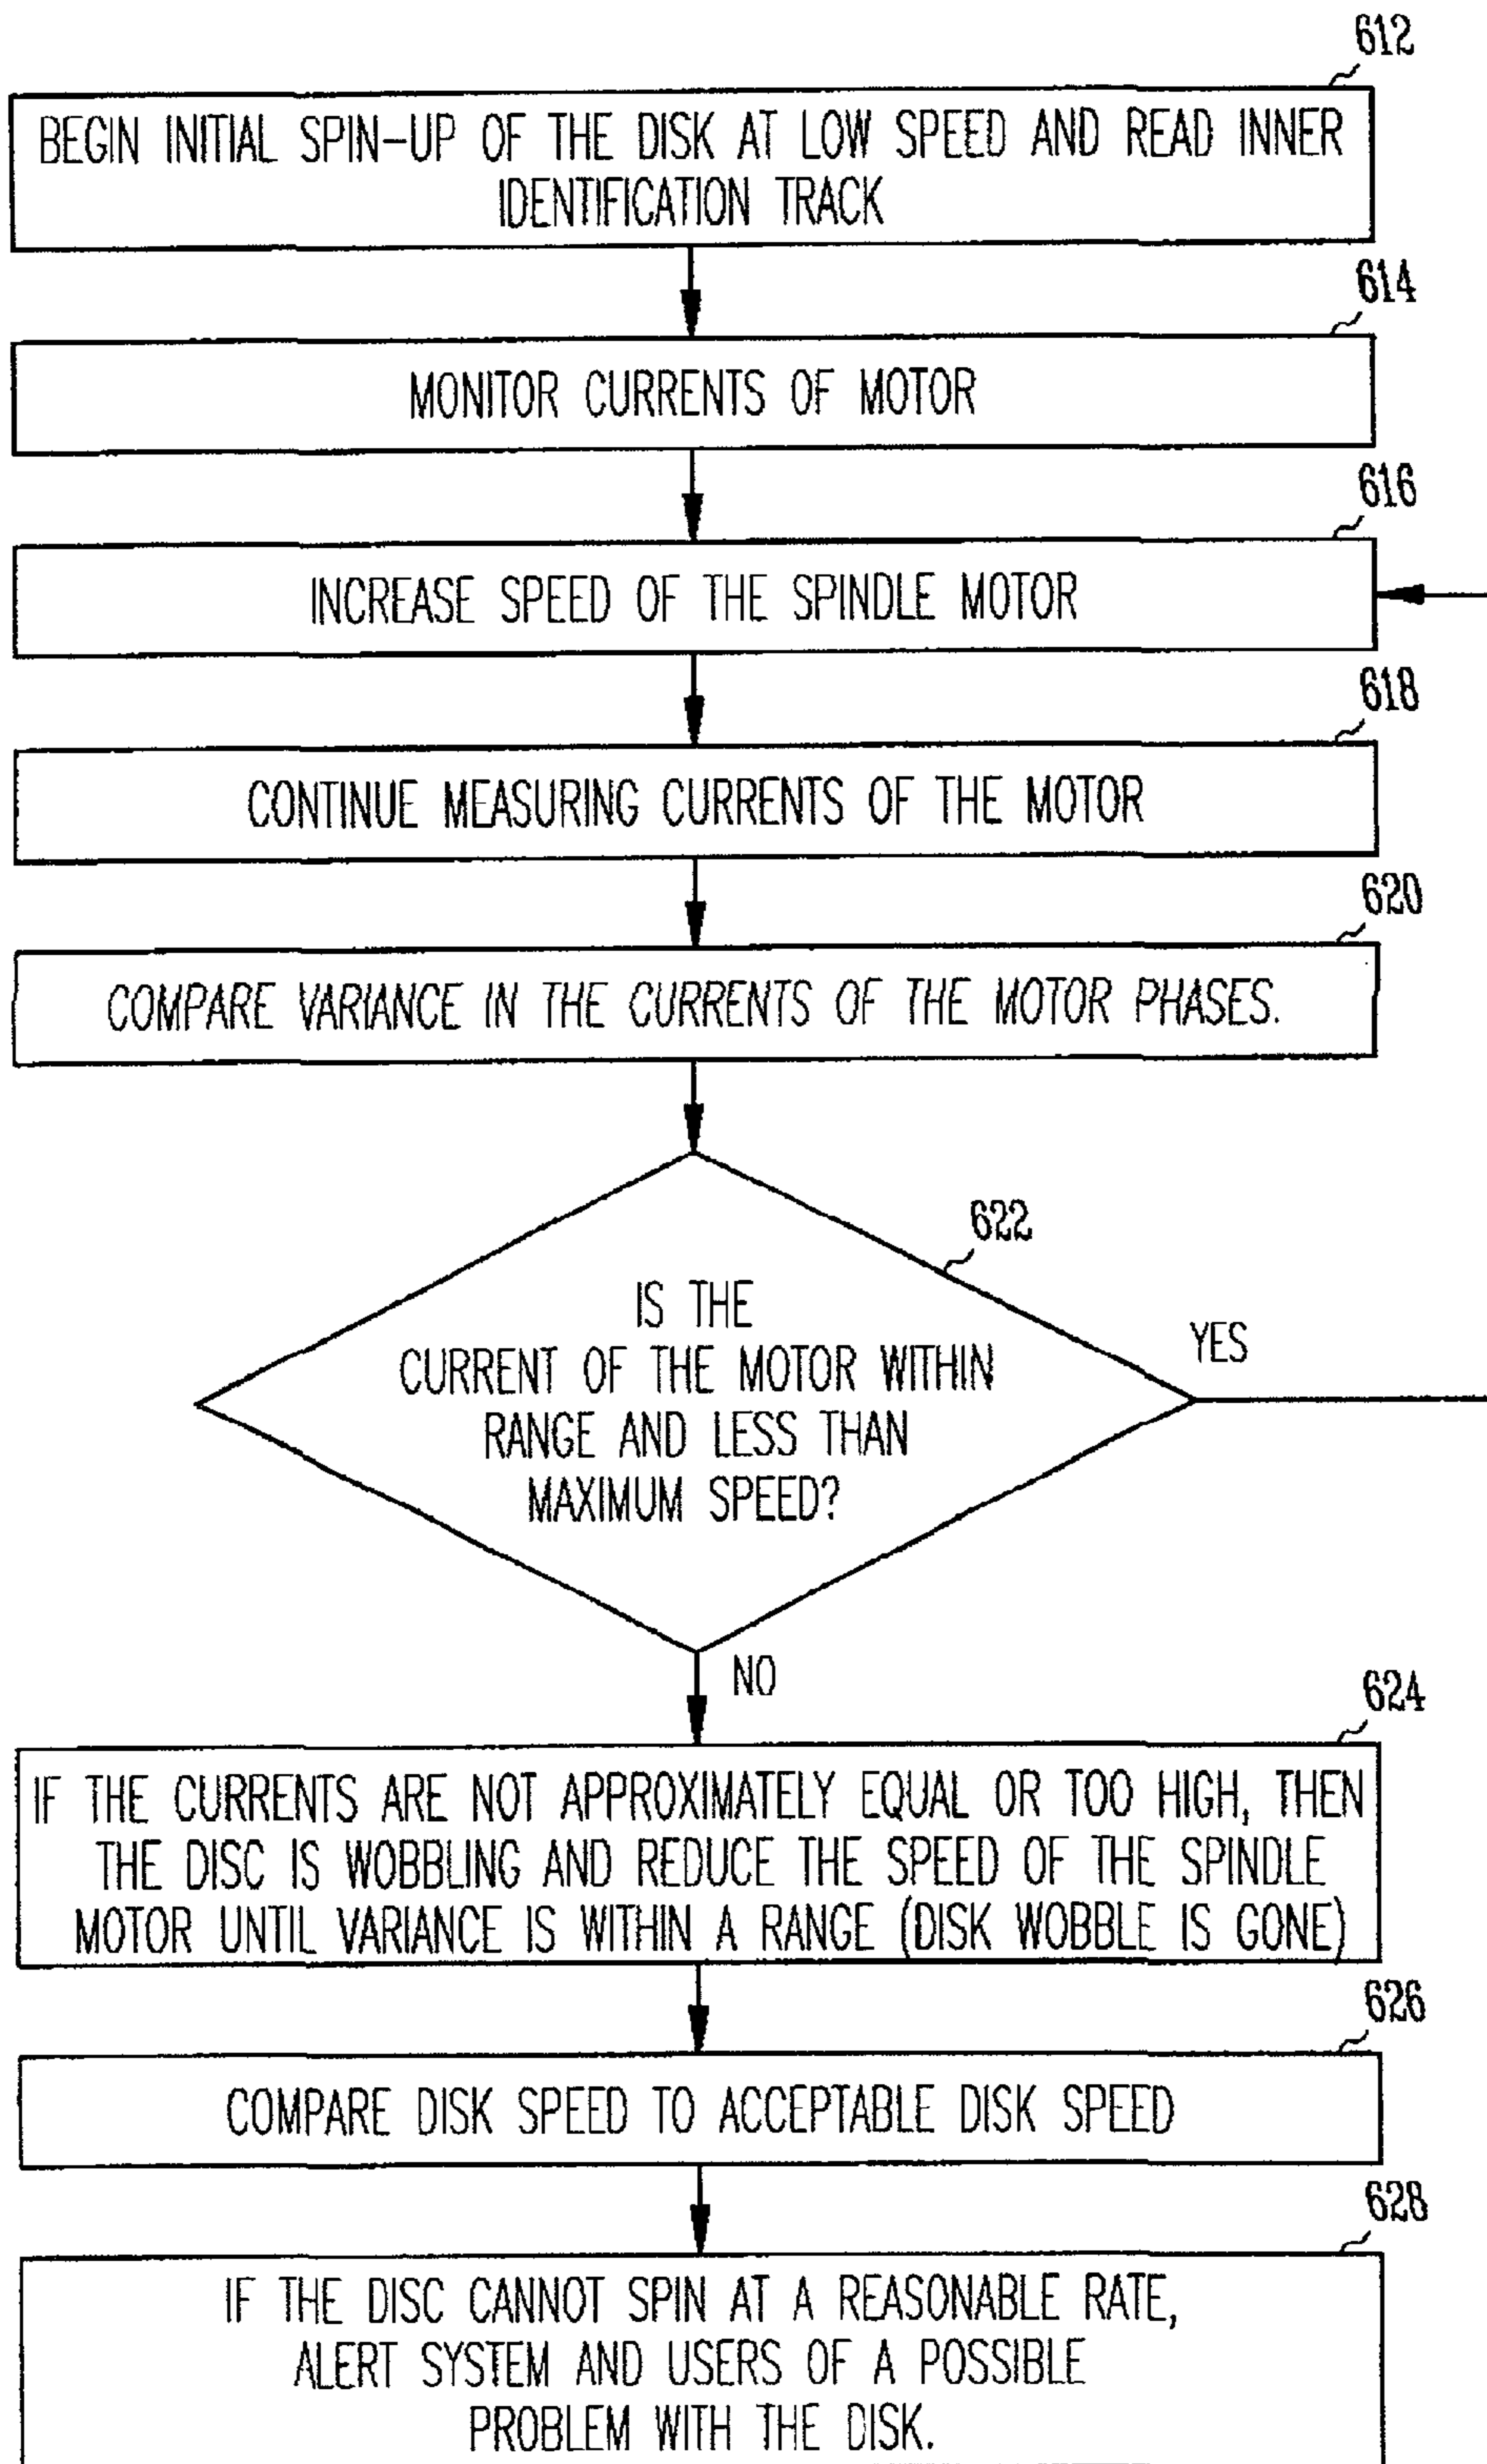 612
BEGIN INITIAL SPIN-UP OF THE DISK AT LOW SPEED AND READ INNER
IDENTIFICATION TRACK
614
MONITOR CURRENTS OF MOTOR
616
INCREASE SPEED OF THE SPINDLE MOTOR
618
CONTINUE MEASURING CURRENTS OF THE MOTOR
620
COMPARE VARIANCE IN THE CURRENTS OF THE MOTOR PHASES.
622
IS THE
CURRENT OF THE MOTOR WITHIN
RANGE AND LESS THAN
MAXIMUM SPEED?
YES
NO
624
IF THE CURRENTS ARE NOT APPROXIMATELY EQUAL OR TOO HIGH, THEN
THE DISC IS WOBBLING AND REDUCE THE SPEED OF THE SPINDLE
MOTOR UNTIL VARIANCE IS WITHIN A RANGE (DISK WOBBLE IS GONE)
626
COMPARE DISK SPEED TO ACCEPTABLE DISK SPEED
628
IF THE DISC CANNOT SPIN AT A REASONABLE RATE,
ALERT SYSTEM AND USERS OF A POSSIBLE
PROBLEM WITH THE DISK.